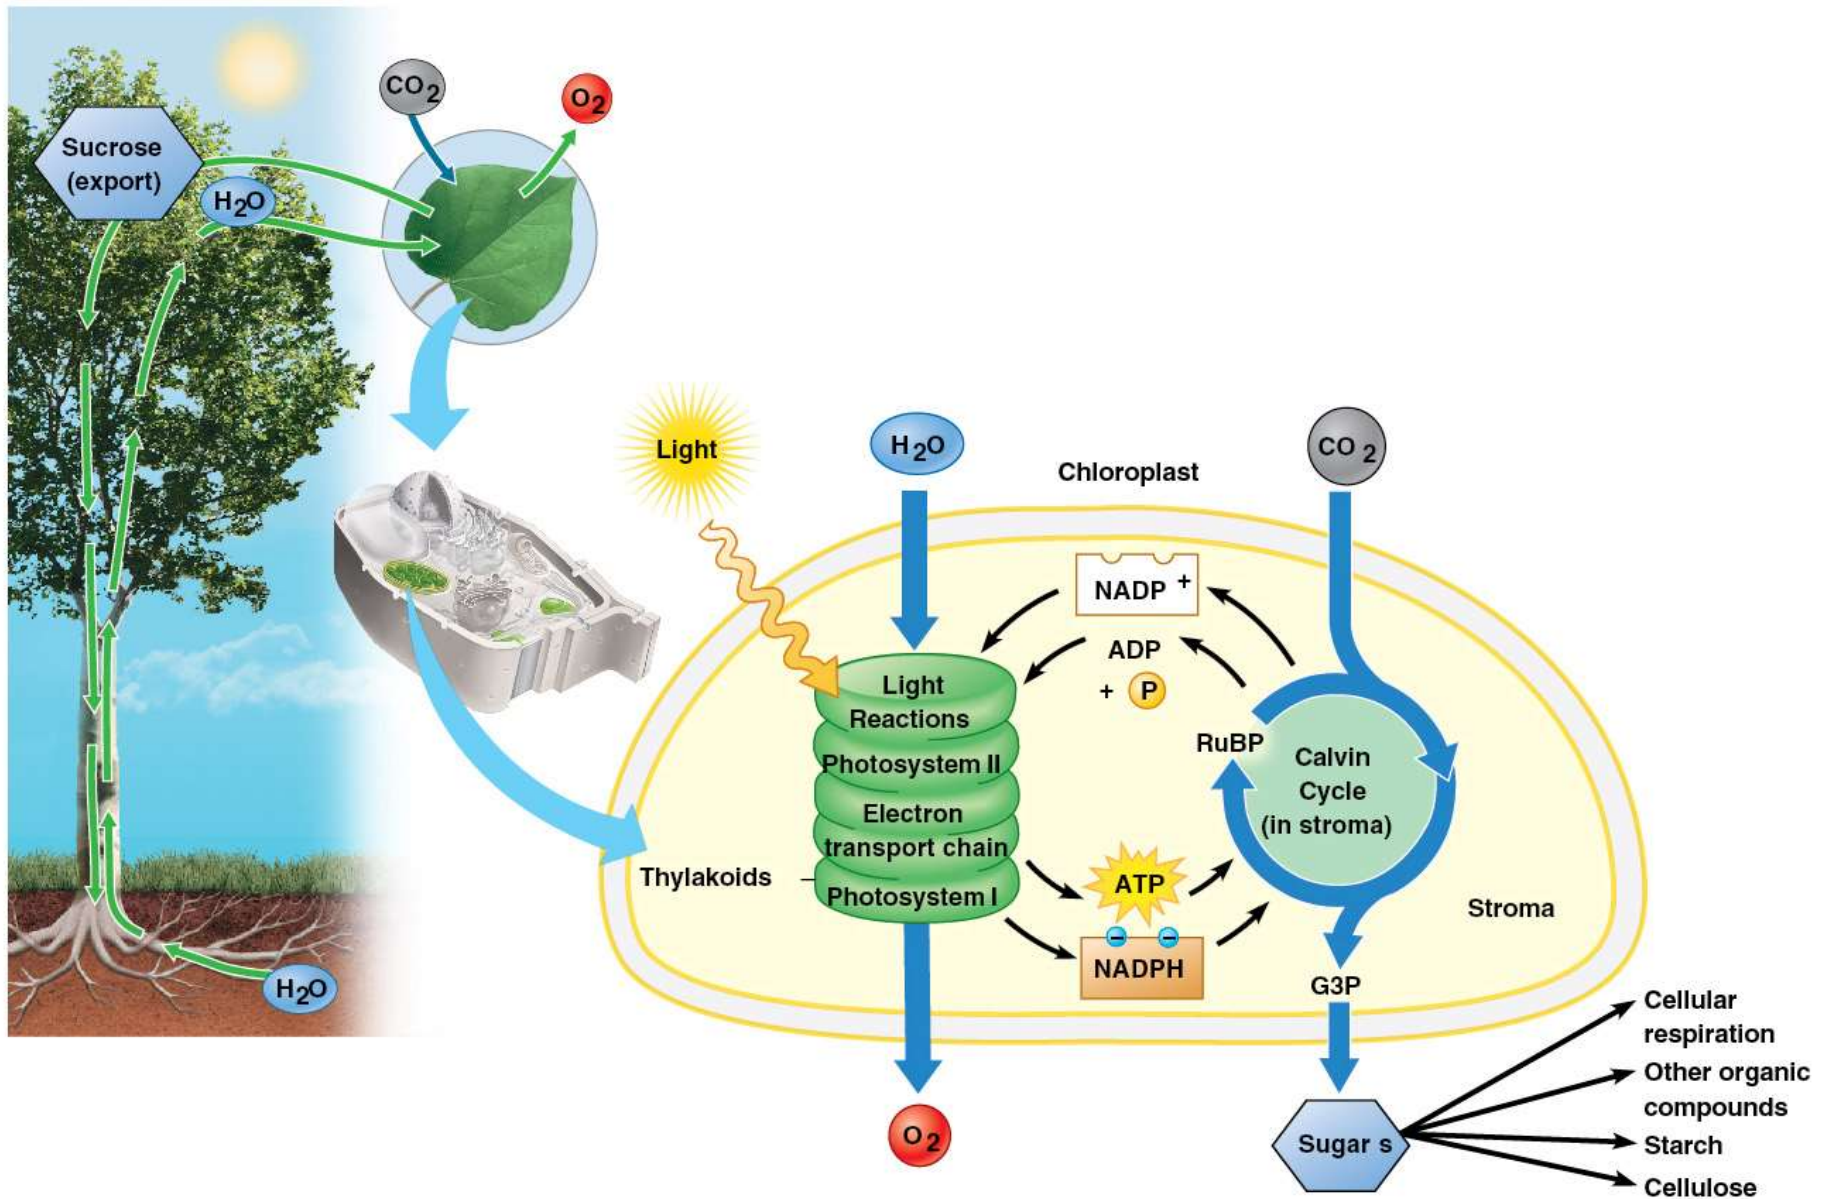 CO2
O2
Sucrose
(export)
H2O
Light
H2O
CO2
Chloroplast
NADP+
ADP
+ P
Light
Reactions
Photosystem II
Electron
transport chain
Photosystem I
RuBP
Calvin
Cycle
(in stroma)
Thylakoids
ATP
NADPH
Stroma
H2O
G3P
O2
Sugar s
Cellular
respiration
Other organic
compounds
Starch
Cellulose